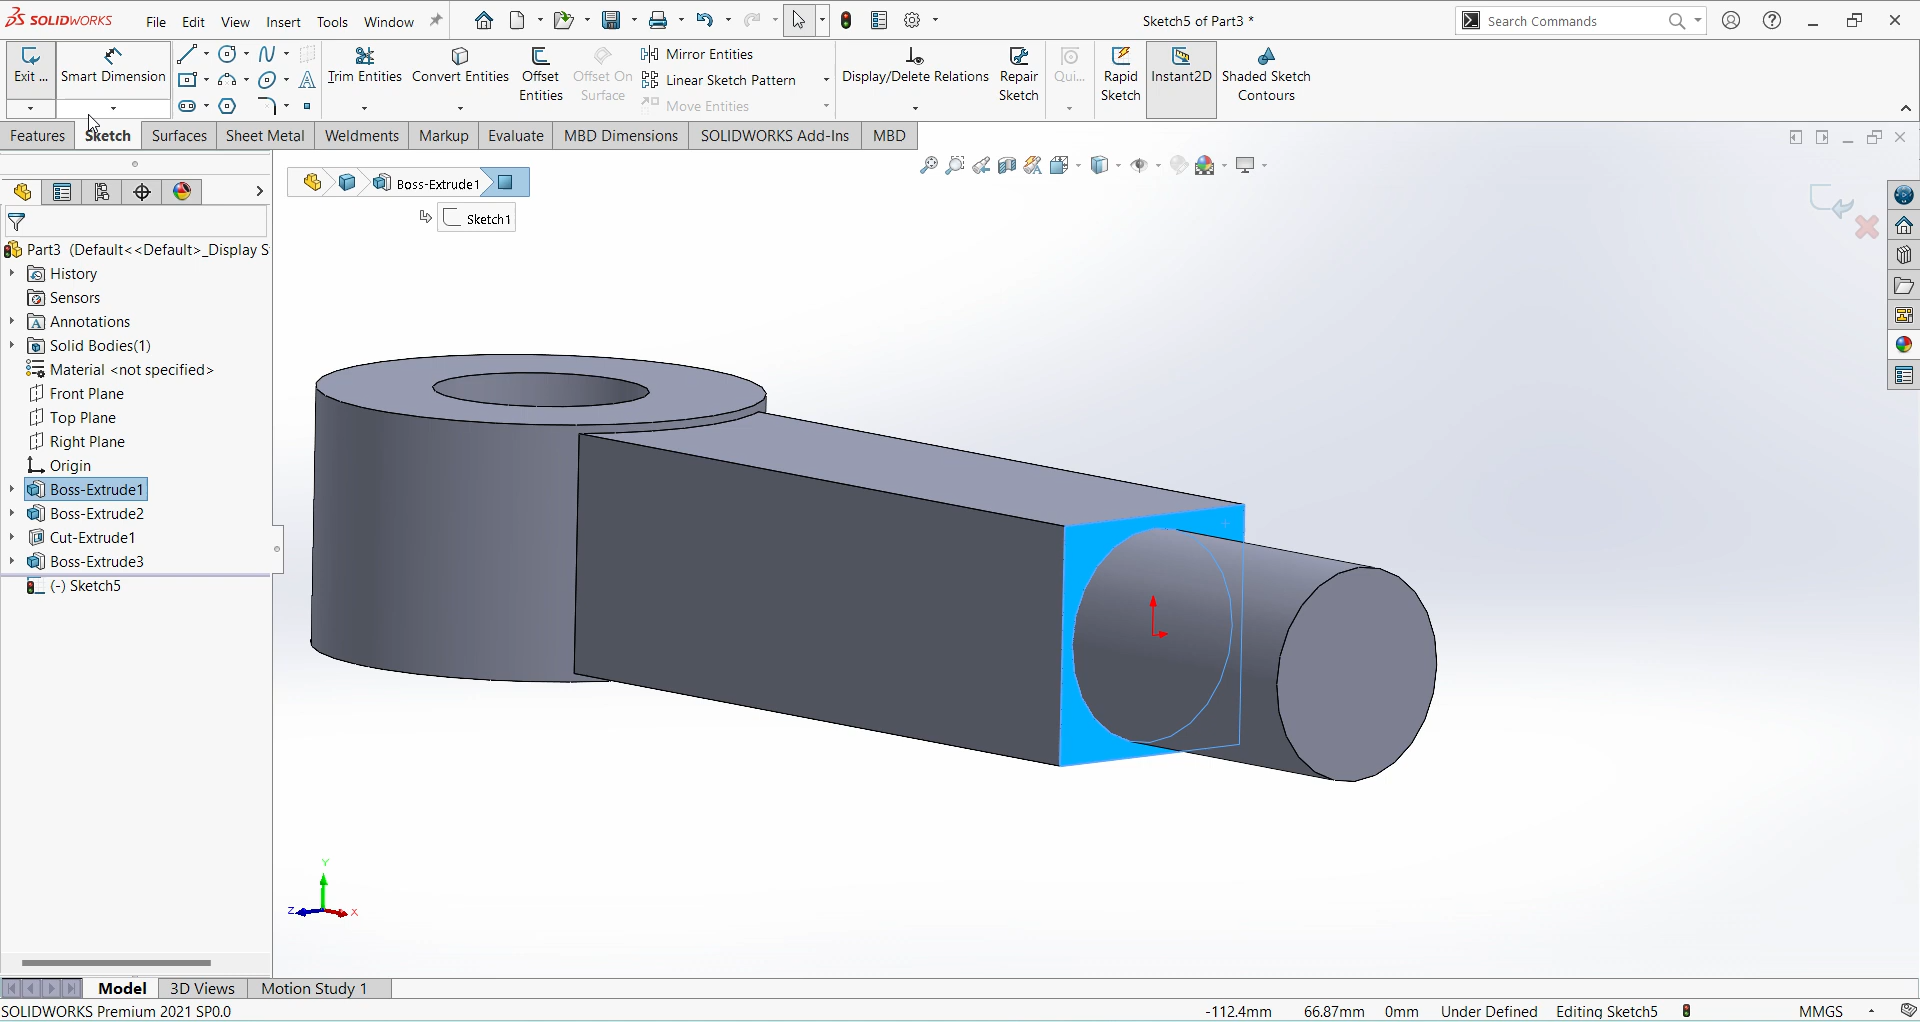 SOLIDWORKS File Edit View Insert Tools Window Sketch5 of Part3 * Search Commands
Exit ... Smart Dimension Trim Entities Convert Entities Offset Entities Offset On Surface Mirror Entities Linear Sketch Pattern Move Entities Display/Delete Relations Repair Sketch Qui... Rapid Sketch Instant2D Shaded Sketch Contours
Features Sketch Surfaces Sheet Metal Weldments Markup Evaluate MBD Dimensions SOLIDWORKS Add-Ins MBD
Boss-Extrude1
Sketch1
Part3 (Default<<Default>_Display S
History
Sensors
Annotations
Solid Bodies(1)
Material <not specified>
Front Plane
Top Plane
Right Plane
Origin
Boss-Extrude1
Boss-Extrude2
Cut-Extrude1
Boss-Extrude3
(-) Sketch5
Y
Z X
Model 3D Views Motion Study 1
SOLIDWORKS Premium 2021 SP0.0 -112.4mm 66.87mm 0mm Under Defined Editing Sketch5 MMGS